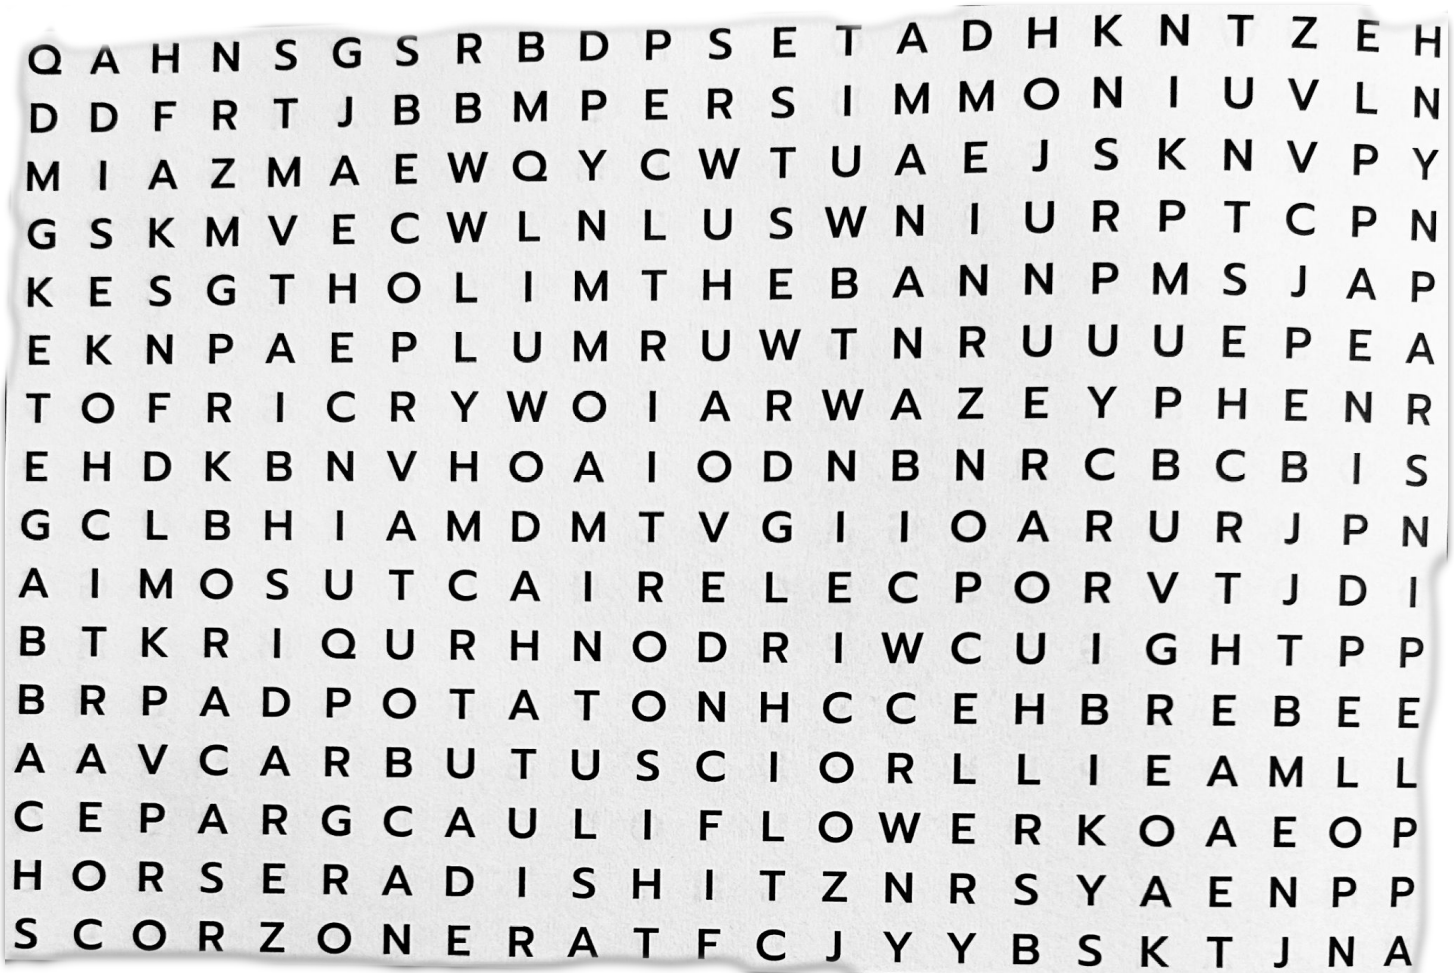 Q A H N S G S R B D P S E T A D H K N T Z E H
D D F R T J B B M P E R S I M M O N I U V L N
M I A Z M A E W Q Y C W T U A E J S K N V P Y
G S K M V E C W L N L U S W N I U R P T C P N
K E S G T H O L I M T H E B A N N P M S J A P
E K N P A E P L U M R U W T N R U U U E P E A
T O F R I C R Y W O I A R W A Z E Y P H E N R
E H D K B N V H O A I O D N B N R C B C B I S
G C L B H I A M D M T V G I I O A R U R J P N
A I M O S U T C A I R E L E C P O R V T J D I
B T K R I Q U R H N O D R I W C U I G H T P P
B R P A D P O T A T O N H C C E H B R E B E E
A A V C A R B U T U S C I O R L L I E A M L L
C E P A R G C A U L I F L O W E R K O A E O P
H O R S E R A D I S H I T Z N R S Y A E N P P
S C O R Z O N E R A T F C J Y Y B S K T J N A